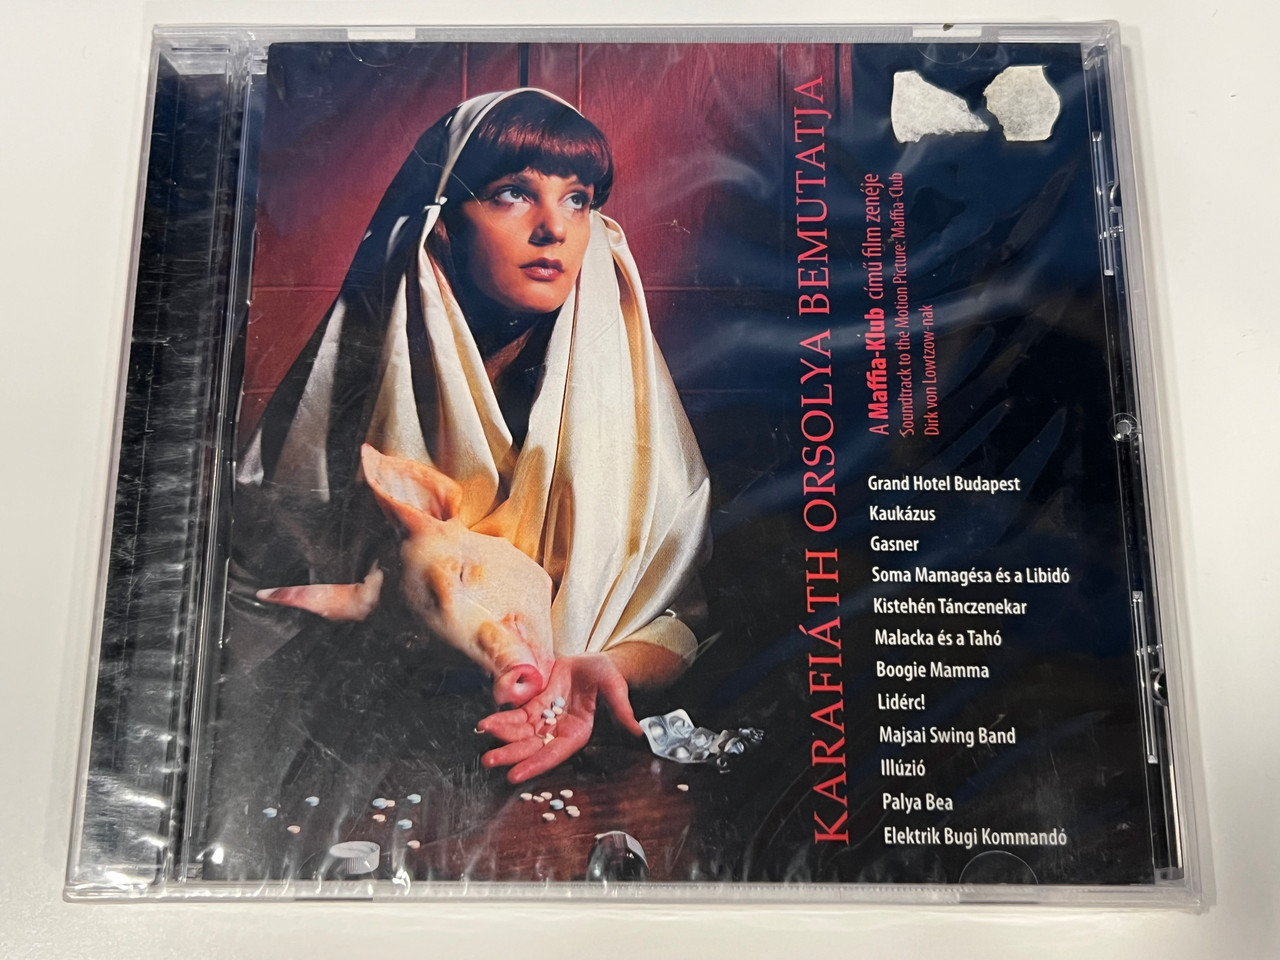 KARAFIÁTH ORSOLYA BEMUTATJA
A Maffia-Klub című film zenéje
Soundtrack to the Motion Picture: Maffia-Club
Dirk von Lowtzow-nak
Grand Hotel Budapest
Kaukázus
Gasner
Soma Mamagésa és a Libidó
Kistehén Tánczenekar
Malacka és a Tahó
Boogie Mamma
Lidérc!
Majsai Swing Band
Illúzió
Palya Bea
Elektrik Bugi Kommandó